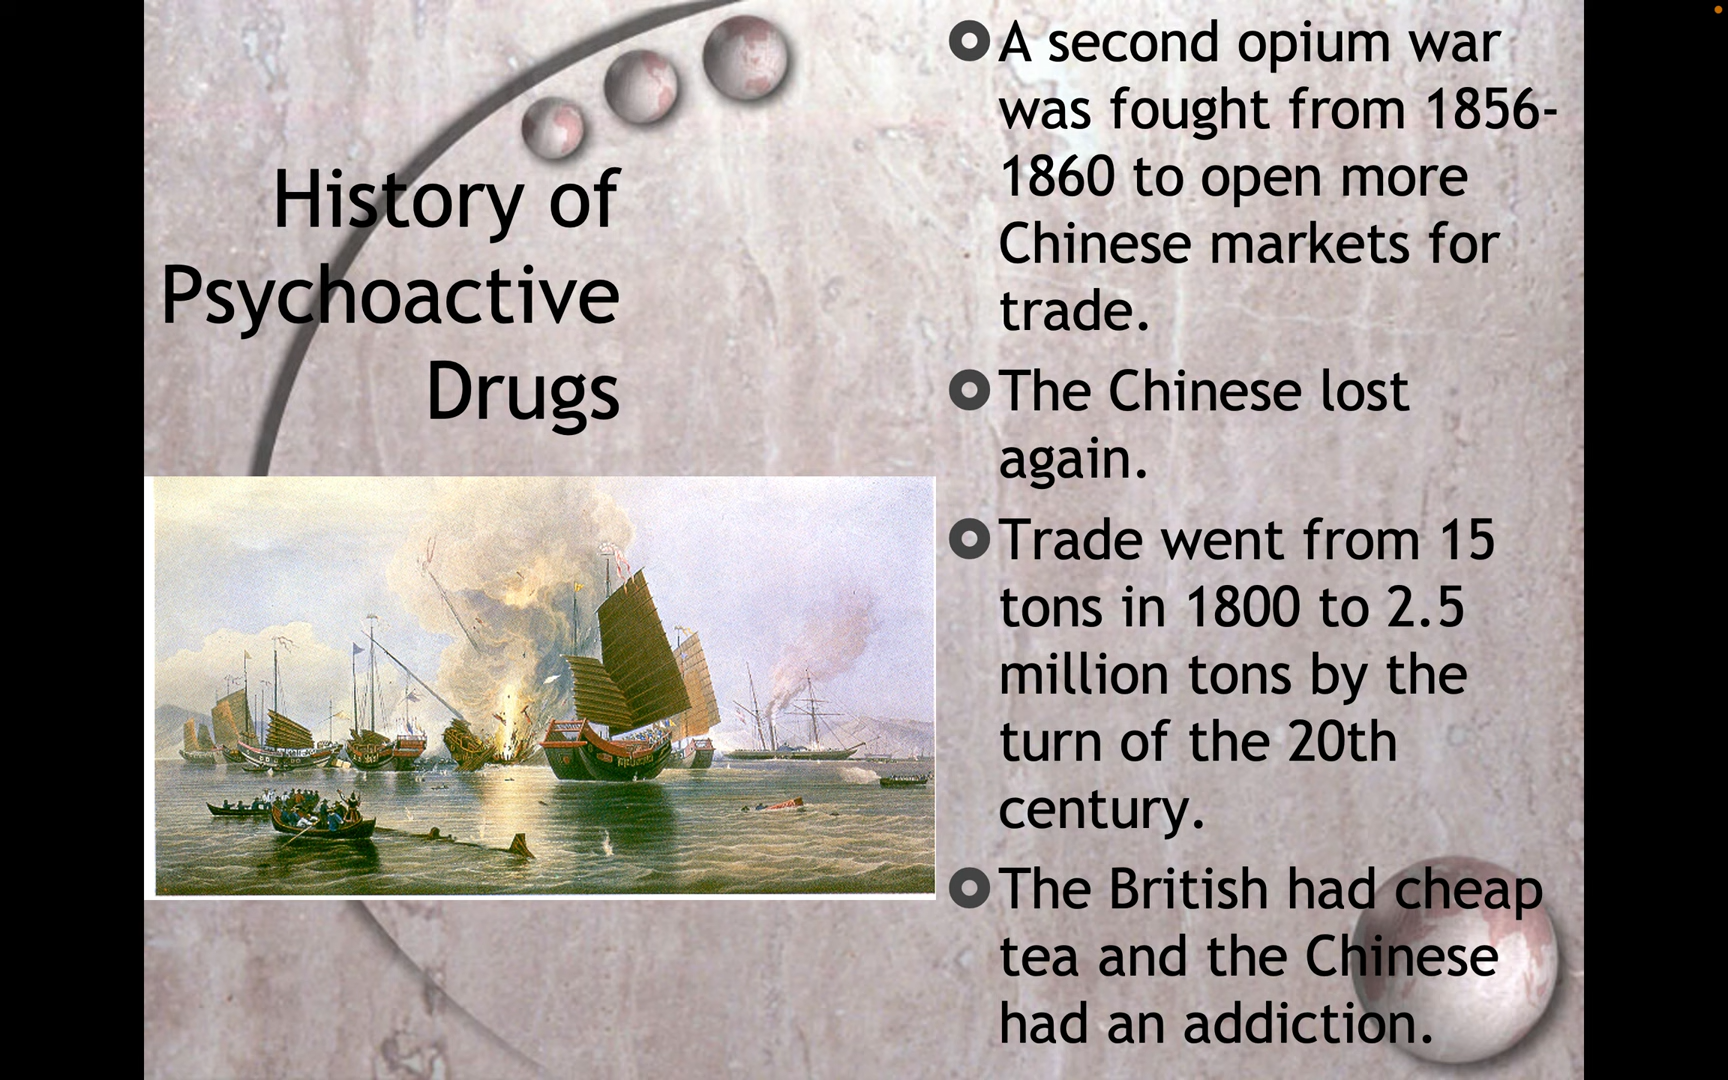 History of
Psychoactive
Drugs
A second opium war
was fought from 1856-
1860 to open more
Chinese markets for
trade.
The Chinese lost
again.
Trade went from 15
tons in 1800 to 2.5
million tons by the
turn of the 20th
century.
The British had cheap
tea and the Chinese
had an addiction.